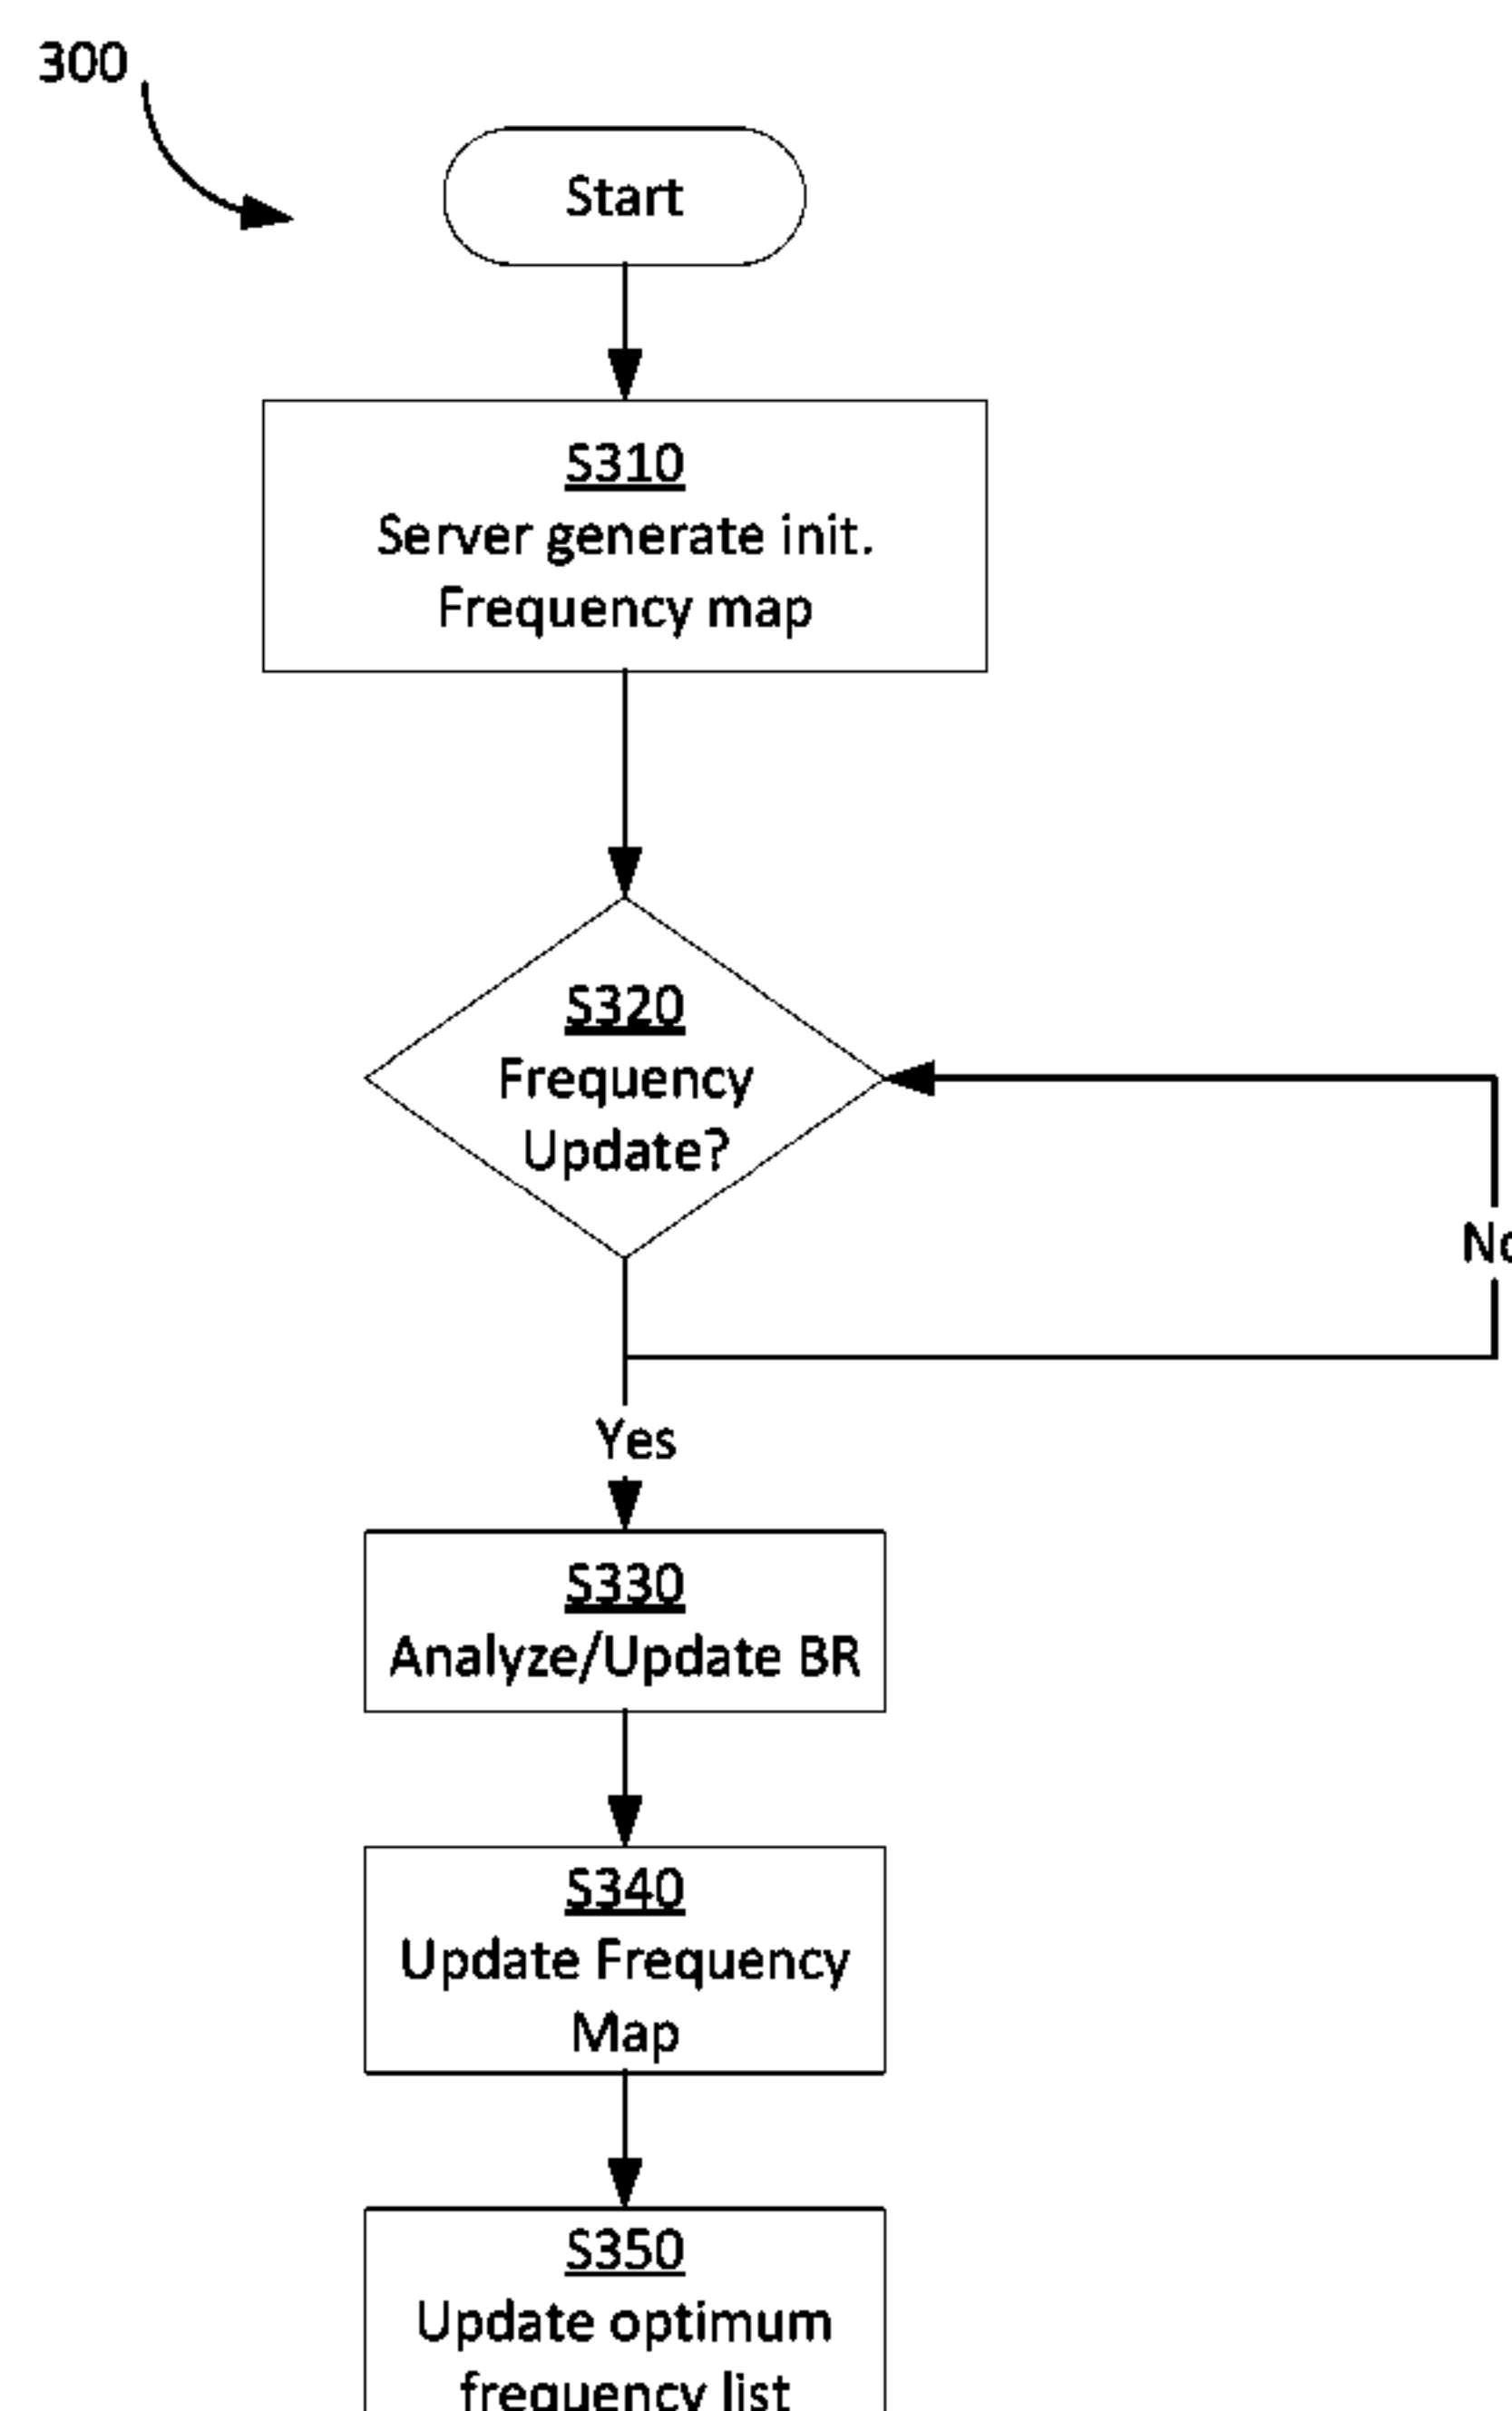 300
Start
S310
Server generate init.
Frequency map
S320
Frequency
Update?
No
Yes
S330
Analyze/Update BR
S340
Update Frequency
Map
S350
Update optimum
frequency list